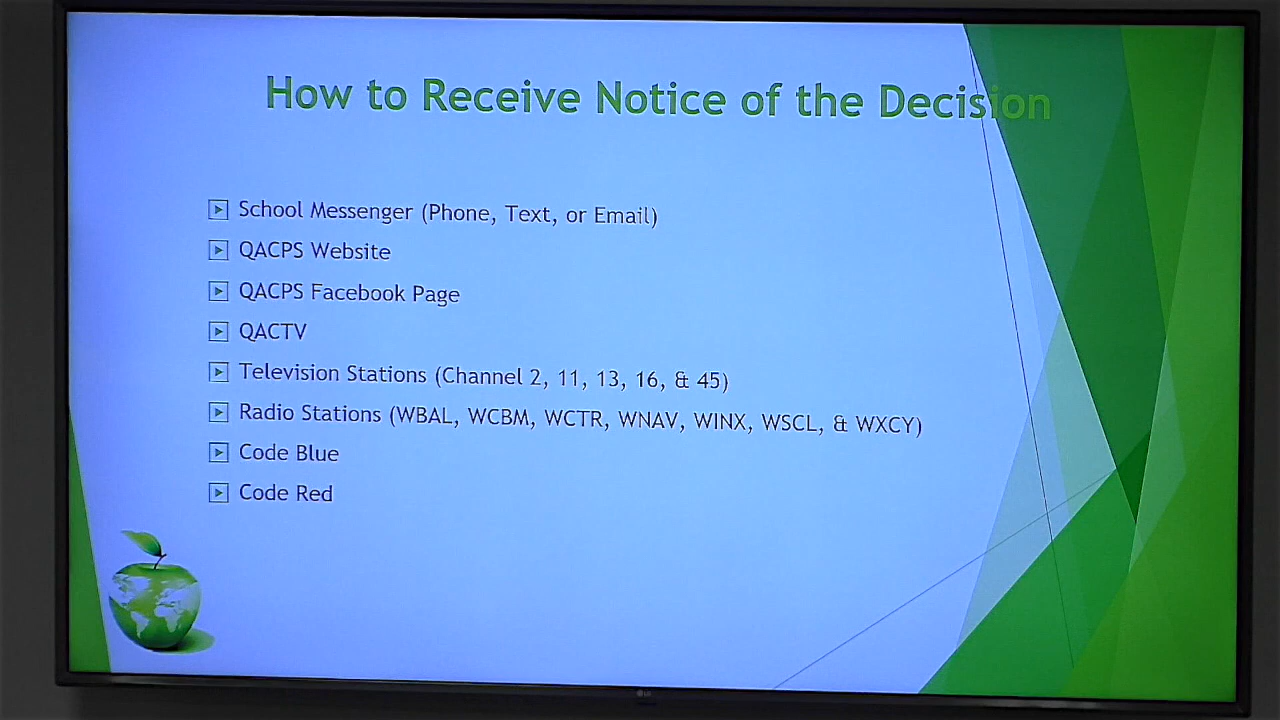 How to Receive Notice of the Decision
School Messenger (Phone, Text, or Email)
QACPS Website
QACPS Facebook Page
QACTV
Television Stations (Channel 2, 11, 13, 16, & 45)
Radio Stations (WBAL, WCBM, WCTR, WNAV, WINX, WSCL, & WXCY)
Code Blue
Code Red
LG